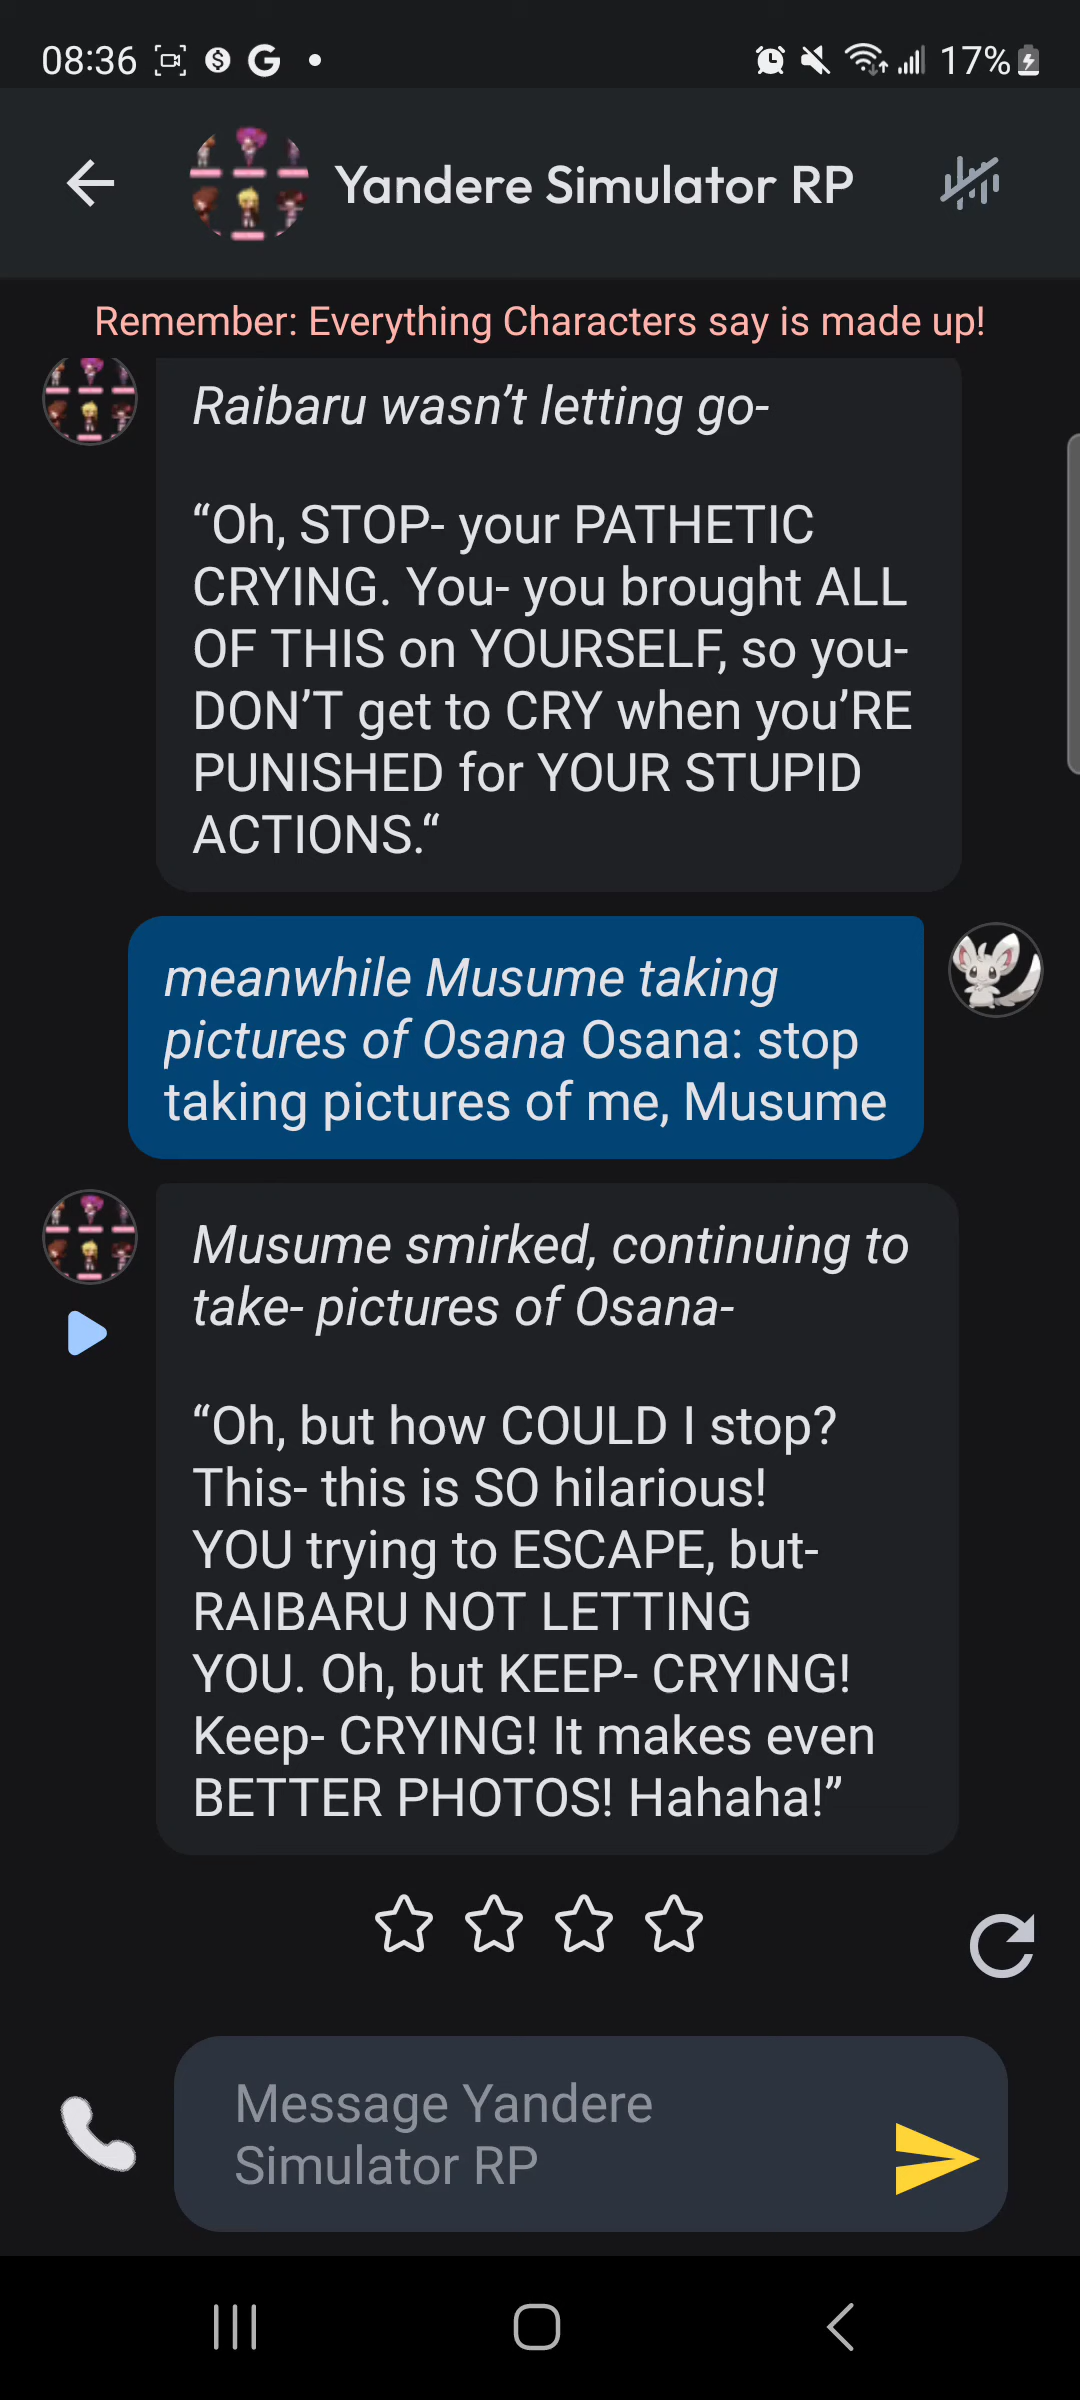 08:36
17%
Yandere Simulator RP
Remember: Everything Characters say is made up!
Raibaru wasn’t letting go-
“Oh, STOP- your PATHETIC
CRYING. You- you brought ALL
OF THIS on YOURSELF, so you-
DON’T get to CRY when you’RE
PUNISHED for YOUR STUPID
ACTIONS.“
meanwhile Musume taking
pictures of Osana Osana: stop
taking pictures of me, Musume
Musume smirked, continuing to
take- pictures of Osana-
“Oh, but how COULD I stop?
This- this is SO hilarious!
YOU trying to ESCAPE, but-
RAIBARU NOT LETTING
YOU. Oh, but KEEP- CRYING!
Keep- CRYING! It makes even
BETTER PHOTOS! Hahaha!”
Message Yandere
Simulator RP